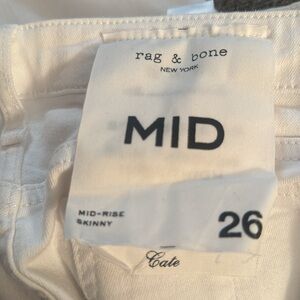 rag & bone
NEW YORK
MID
MID-RISE
SKINNY
26
Cate